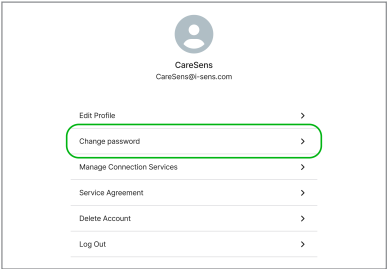 CareSens
CareSens@i-sens.com
Edit Profile
Change password
Manage Connection Services
Service Agreement
Delete Account
Log Out